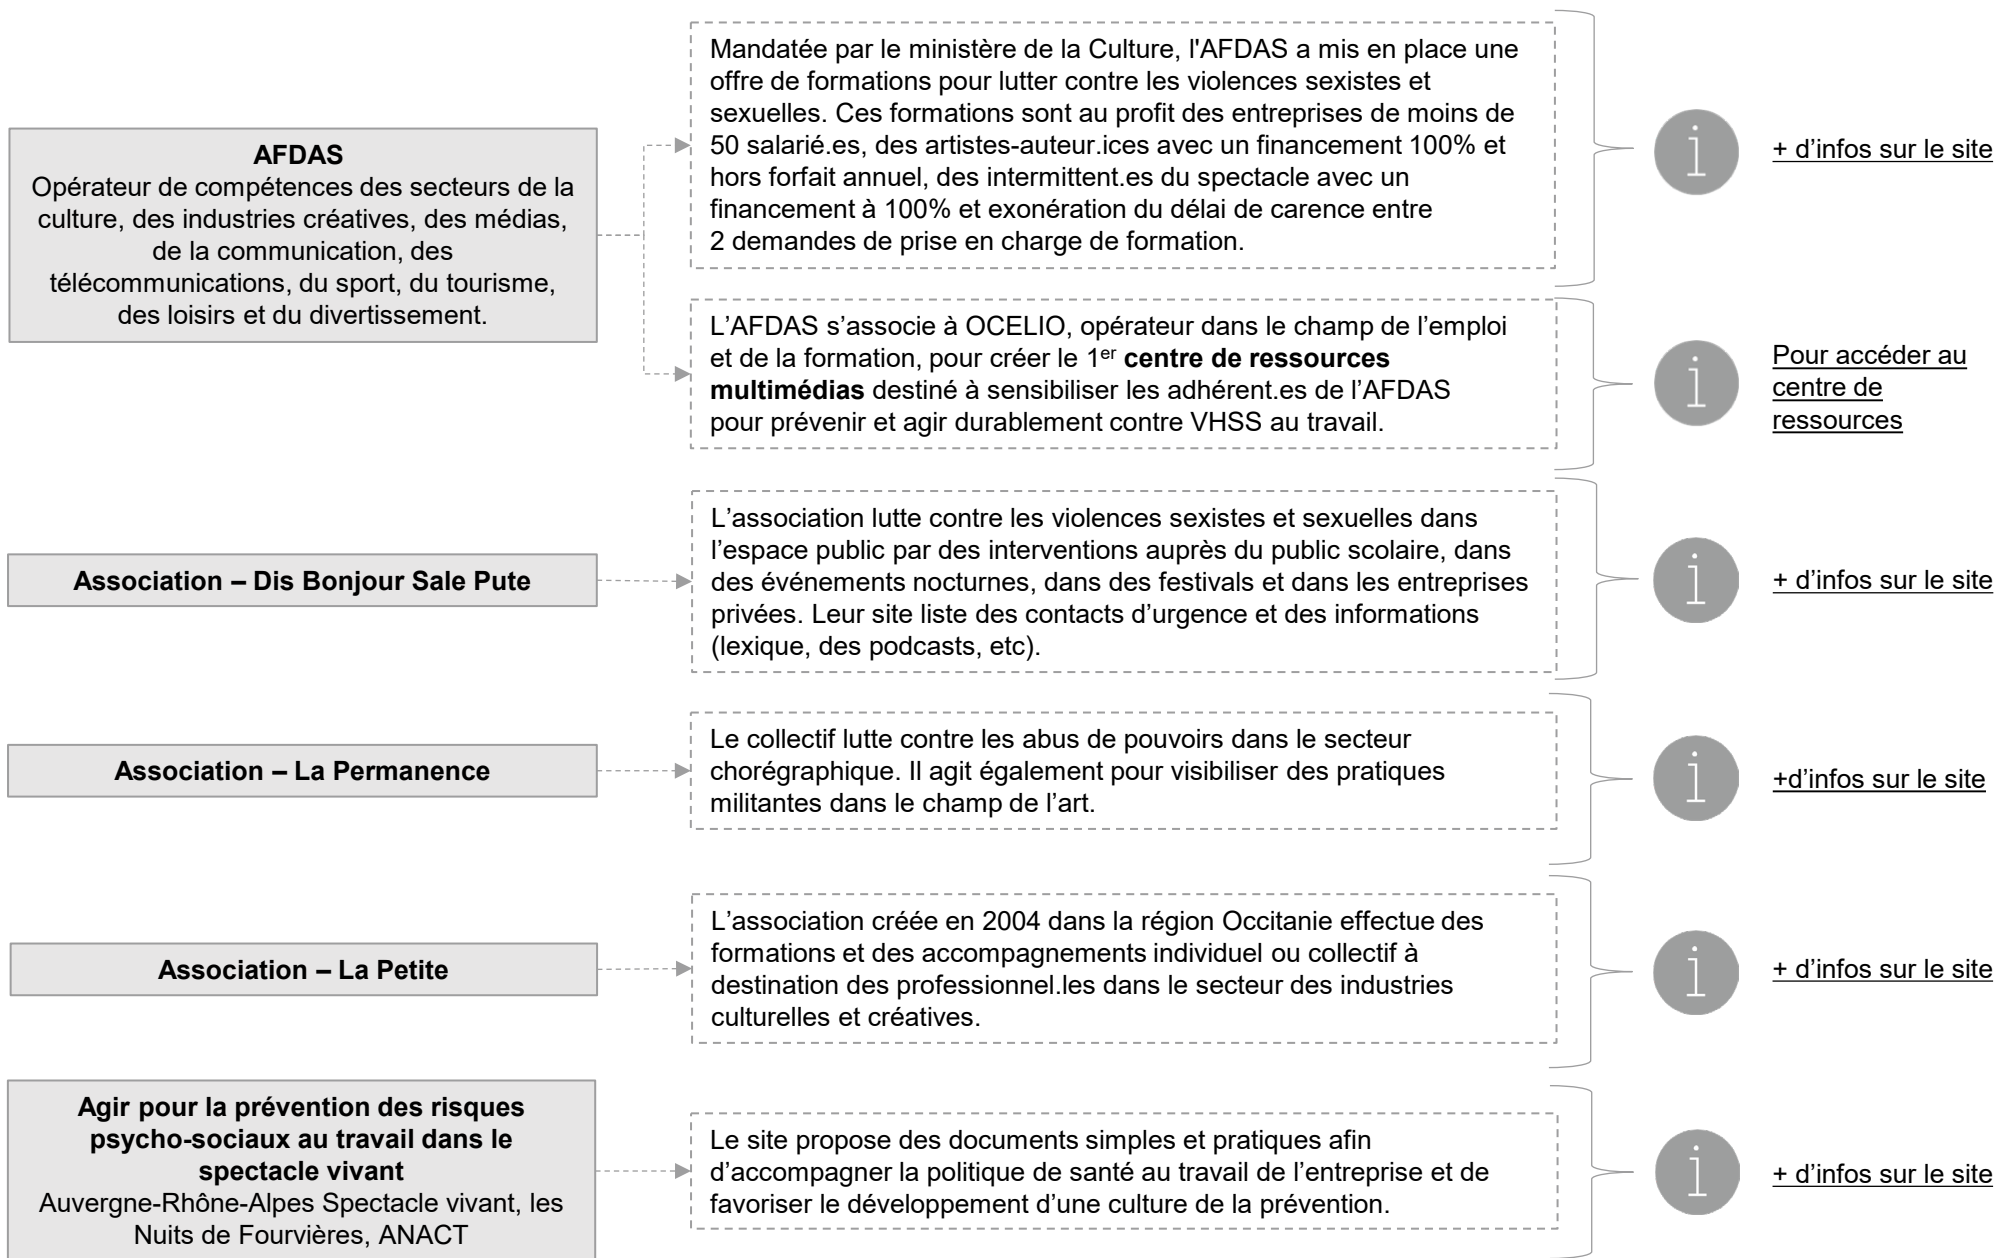 AFDAS
Opérateur de compétences des secteurs de la
culture, des industries créatives, des médias,
de la communication, des
télécommunications, du sport, du tourisme,
des loisirs et du divertissement.
Mandatée par le ministère de la Culture, l'AFDAS a mis en place une
offre de formations pour lutter contre les violences sexistes et
sexuelles. Ces formations sont au profit des entreprises de moins de
50 salarié.es, des artistes-auteur.ices avec un financement 100% et
hors forfait annuel, des intermittent.es du spectacle avec un
financement à 100% et exonération du délai de carence entre
2 demandes de prise en charge de formation.
+ d’infos sur le site
L’AFDAS s’associe à OCELIO, opérateur dans le champ de l’emploi
et de la formation, pour créer le 1er centre de ressources
multimédias destiné à sensibiliser les adhérent.es de l’AFDAS
pour prévenir et agir durablement contre VHSS au travail.
Pour accéder au
centre de
ressources
Association – Dis Bonjour Sale Pute
L’association lutte contre les violences sexistes et sexuelles dans
l’espace public par des interventions auprès du public scolaire, dans
des événements nocturnes, dans des festivals et dans les entreprises
privées. Leur site liste des contacts d’urgence et des informations
(lexique, des podcasts, etc).
+ d’infos sur le site
Association – La Permanence
Le collectif lutte contre les abus de pouvoirs dans le secteur
chorégraphique. Il agit également pour visibiliser des pratiques
militantes dans le champ de l’art.
+d’infos sur le site
Association – La Petite
L’association créée en 2004 dans la région Occitanie effectue des
formations et des accompagnements individuel ou collectif à
destination des professionnel.les dans le secteur des industries
culturelles et créatives.
+ d’infos sur le site
Agir pour la prévention des risques
psycho-sociaux au travail dans le
spectacle vivant
Auvergne-Rhône-Alpes Spectacle vivant, les
Nuits de Fourvières, ANACT
Le site propose des documents simples et pratiques afin
d’accompagner la politique de santé au travail de l’entreprise et de
favoriser le développement d’une culture de la prévention.
+ d’infos sur le site